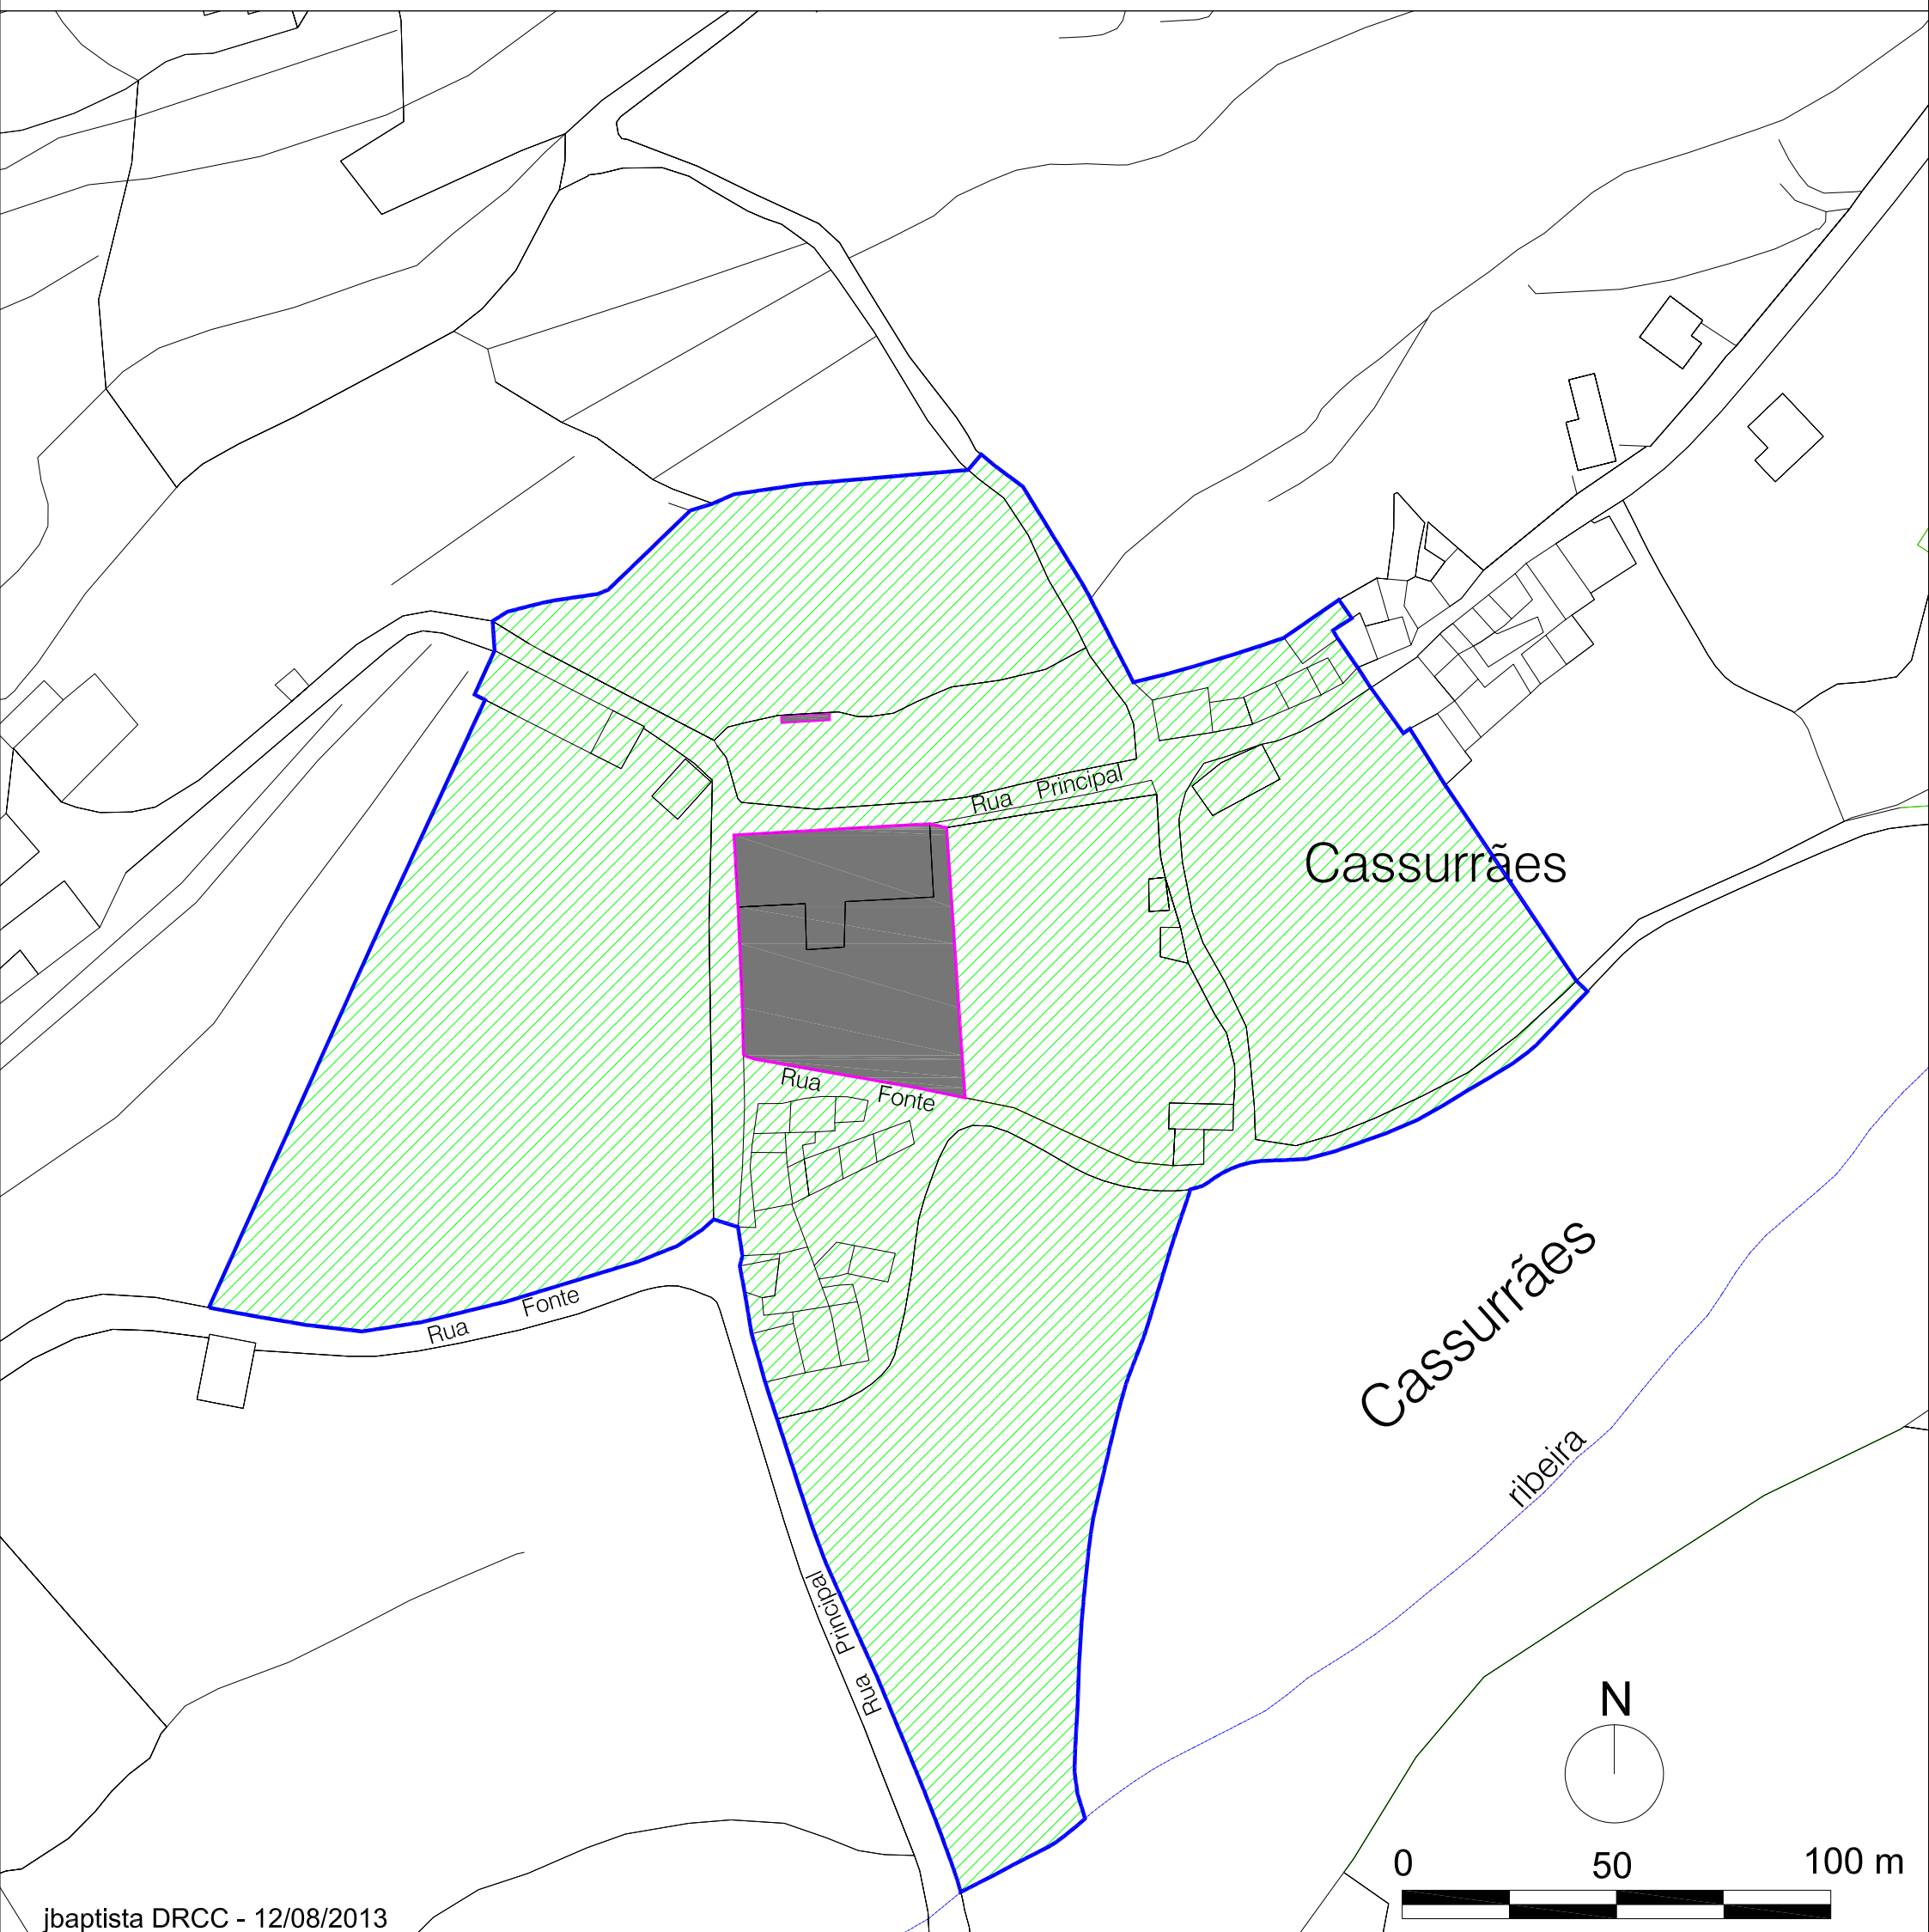 Rua Principal
Cassurrães
Rua Fonte
Cassurrães
Rua Fonte
ribeira
Rua Principal
N
0 50 100 m
jbaptista DRCC - 12/08/2013